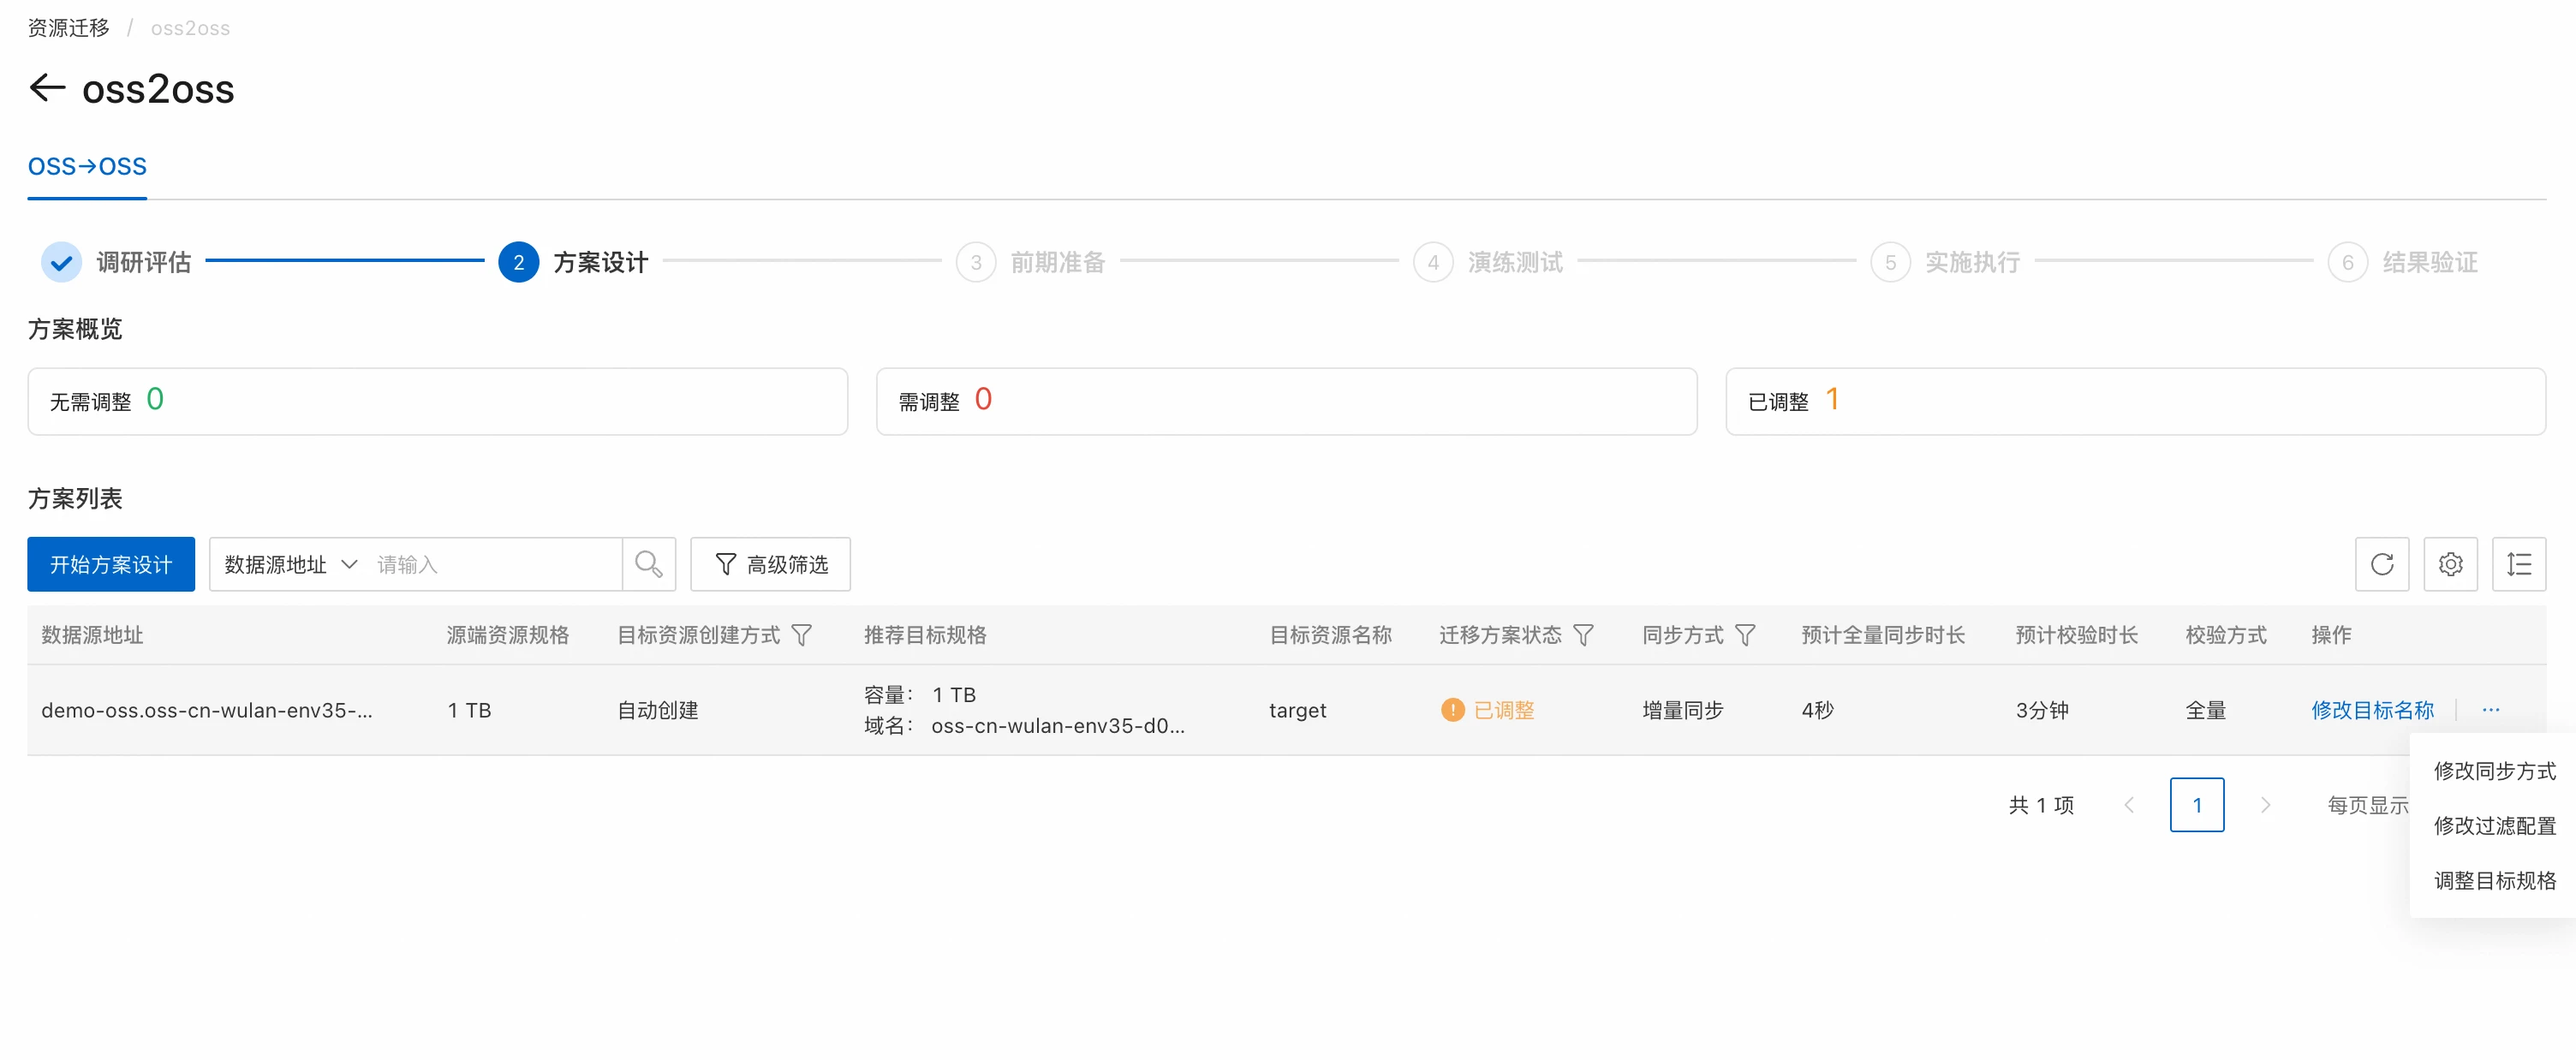 资源迁移 / oss2oss
oss2oss
OSS→OSS
调研评估
2 方案设计
3 前期准备
4 演练测试
5 实施执行
6 结果验证
方案概览
无需调整 0
需调整 0
已调整 1
方案列表
开始方案设计 数据源地址 请输入 高级筛选
数据源地址 源端资源规格 目标资源创建方式 推荐目标规格 目标资源名称 迁移方案状态 同步方式 预计全量同步时长 预计校验时长 校验方式 操作
demo-oss.oss-cn-wulan-env35-... 1 TB 自动创建 容量： 1 TB
域名： oss-cn-wulan-env35-d0...
target 已调整 增量同步 4秒 3分钟 全量 修改目标名称 ···
修改同步方式
修改过滤配置
调整目标规格
共 1 项 1 每页显示